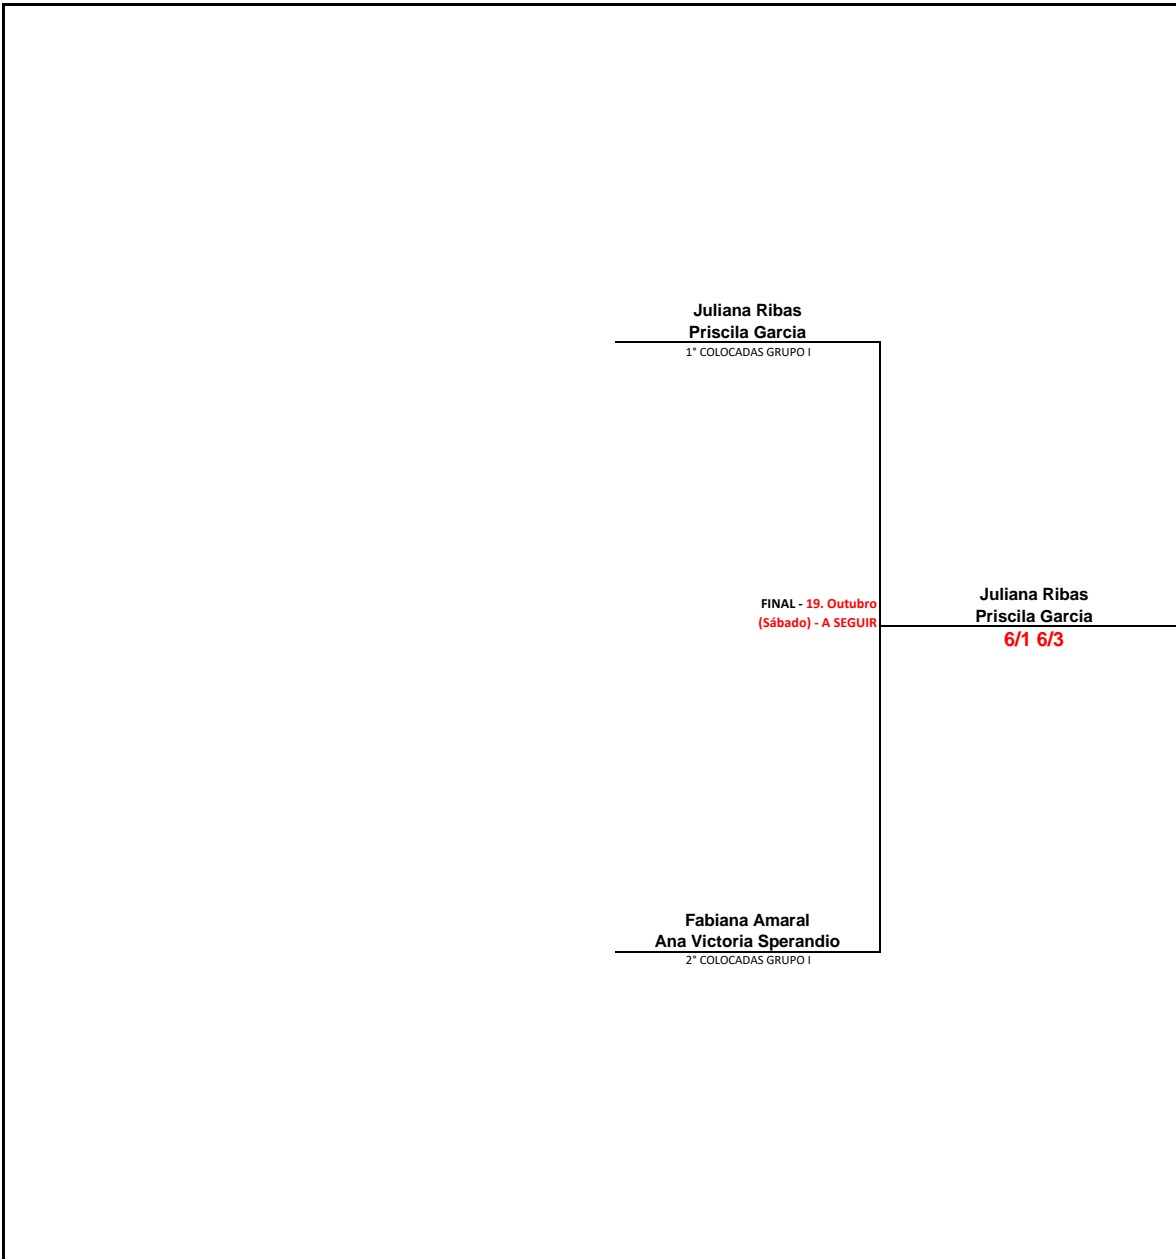 Juliana Ribas
Priscila Garcia
1° COLOCADAS GRUPO I
FINAL - 19. Outubro
(Sábado) - A SEGUIR
Juliana Ribas
Priscila Garcia
6/1 6/3
Fabiana Amaral
Ana Victoria Sperandio
2° COLOCADAS GRUPO I